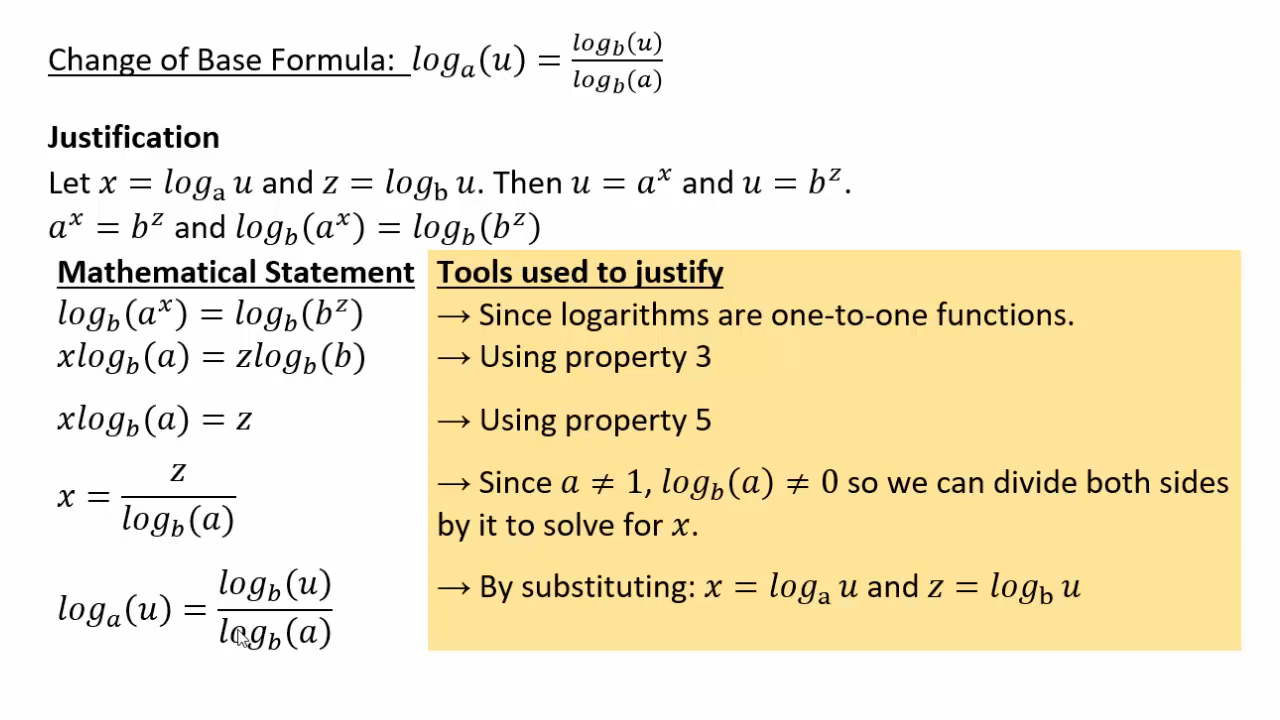 Change of Base Formula: log_a(u) = log_b(u)/log_b(a)
Justification
Let x = log_a u and z = log_b u. Then u = a^x and u = b^z.
a^x = b^z and log_b(a^x) = log_b(b^z)
Mathematical Statement Tools used to justify
log_b(a^x) = log_b(b^z) → Since logarithms are one-to-one functions.
xlog_b(a) = zlog_b(b) → Using property 3
xlog_b(a) = z → Using property 5
x = z/log_b(a) → Since a ≠ 1, log_b(a) ≠ 0 so we can divide both sides
by it to solve for x.
log_a(u) = log_b(u)/log_b(a) → By substituting: x = log_a u and z = log_b u